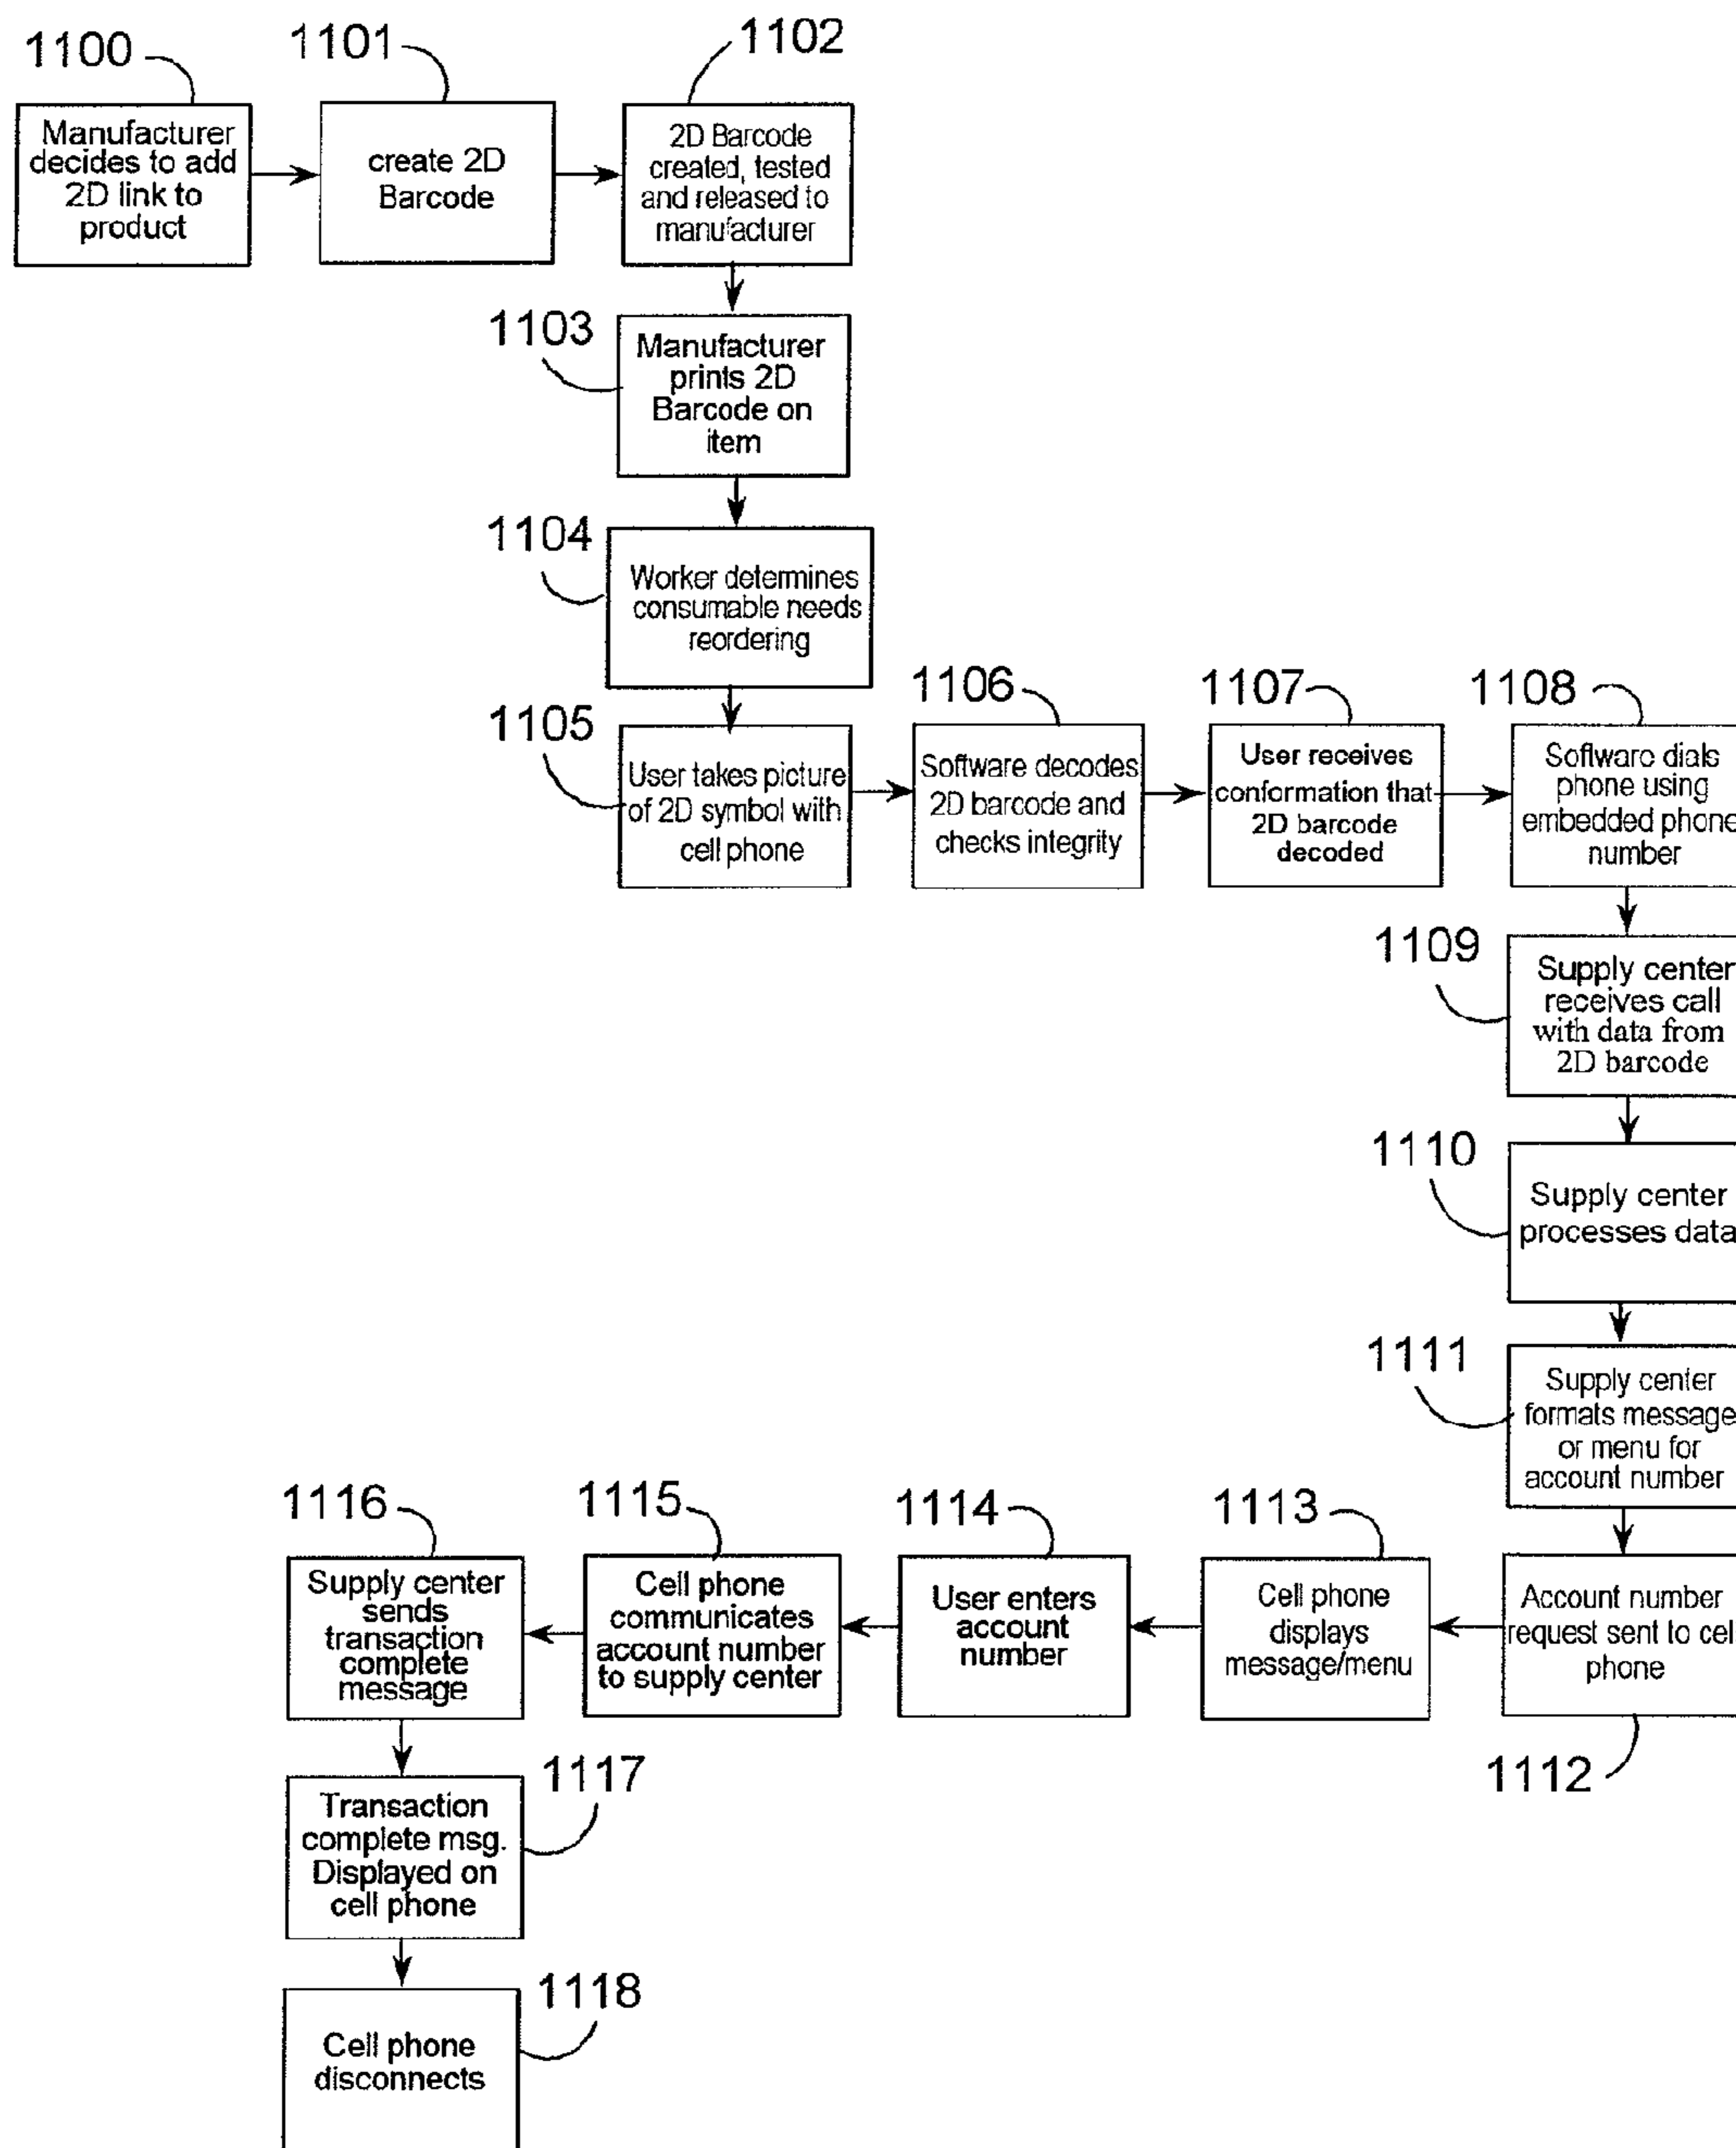 1100
Manufacturer
decides to add
2D link to
product
1101
create 2D
Barcode
1102
2D Barcode
created, tested
and released to
manufacturer
1103
Manufacturer
prints 2D
Barcode on
item
1104
Worker determines
consumable needs
reordering
1105
User takes picture
of 2D symbol with
cell phone
1106
Software decodes
2D barcode and
checks integrity
1107
User receives
conformation that
2D barcode
decoded
1108
Software dials
phone using
embedded phone
number
1109
Supply center
receives call
with data from
2D barcode
1110
Supply center
processes data
1111
Supply center
formats message
or menu for
account number
1112
Account number
request sent to cell
phone
1113
Cell phone
displays
message/menu
1114
User enters
account
number
1115
Cell phone
communicates
account number
to supply center
1116
Supply center
sends
transaction
complete
message
1117
Transaction
complete msg.
Displayed on
cell phone
1118
Cell phone
disconnects